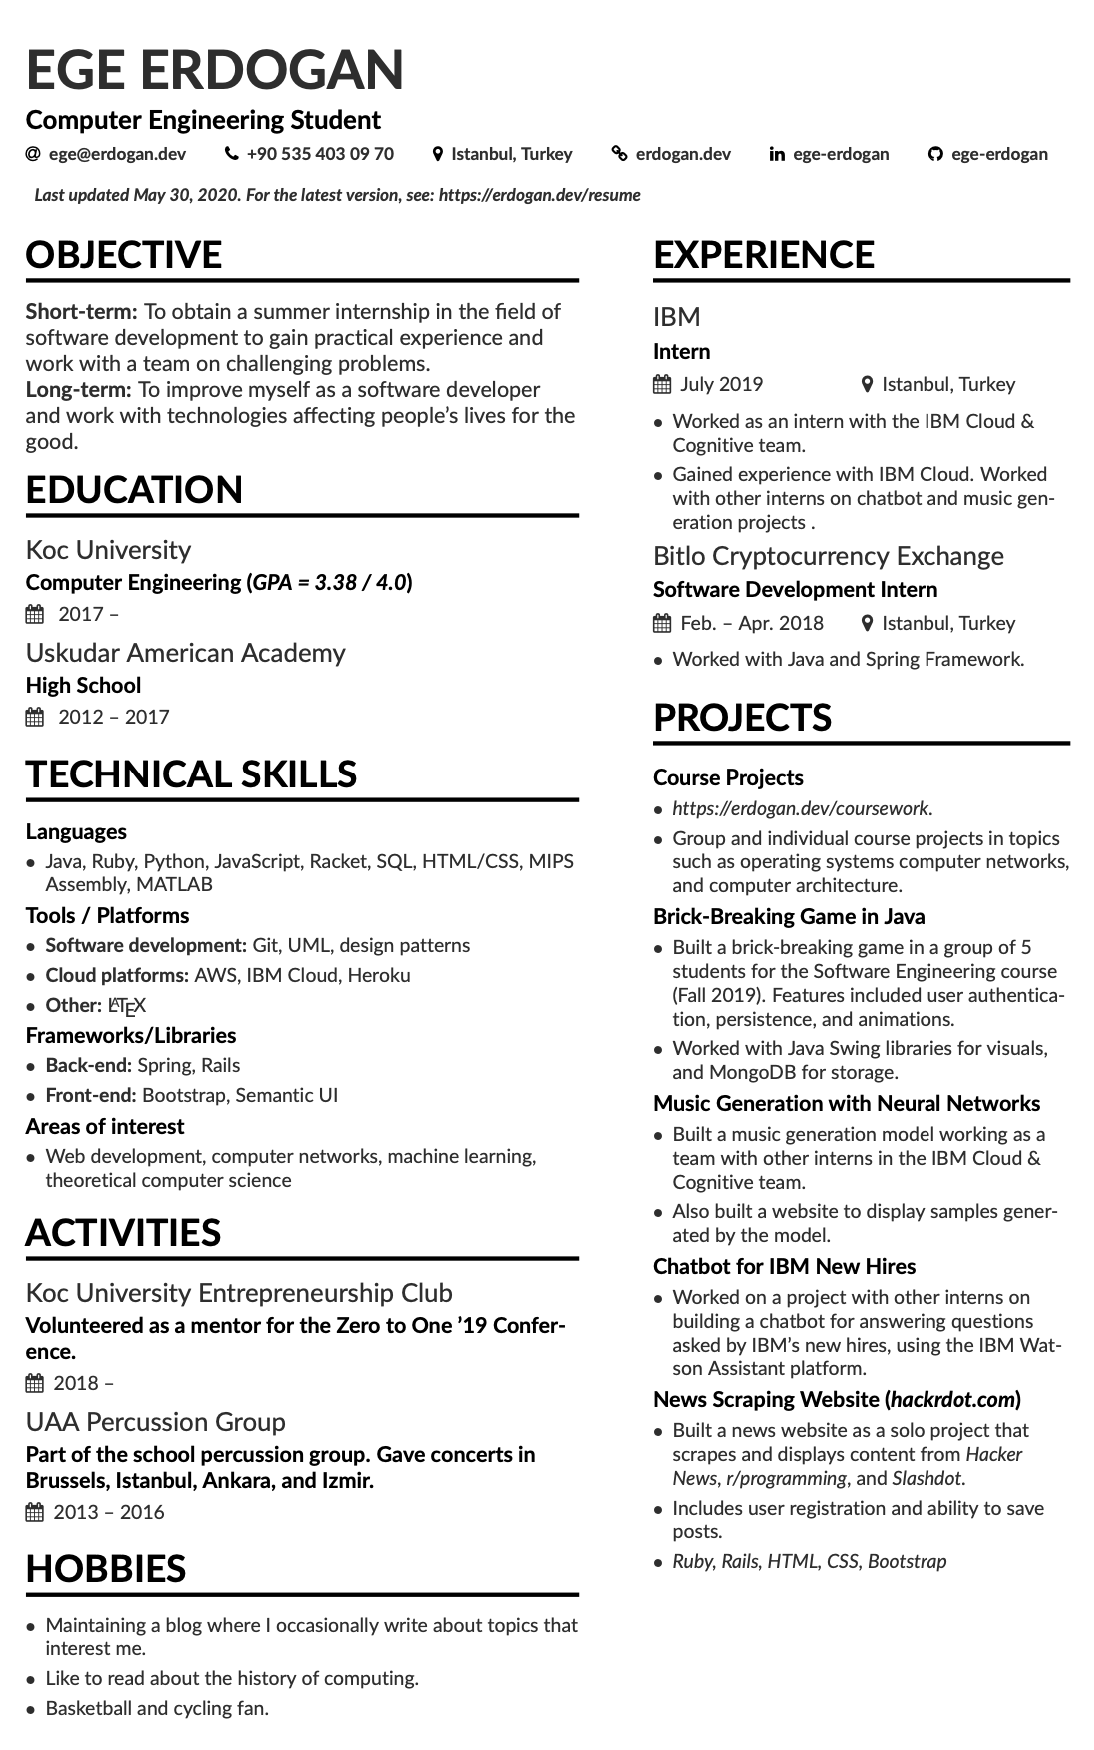 EGE ERDOGAN
Computer Engineering Student
ege@erdogan.dev +90 535 403 09 70 Istanbul, Turkey erdogan.dev ege-erdogan ege-erdogan
Last updated May 30, 2020. For the latest version, see: https://erdogan.dev/resume
OBJECTIVE
Short-term: To obtain a summer internship in the field of
software development to gain practical experience and
work with a team on challenging problems.
Long-term: To improve myself as a software developer
and work with technologies affecting people's lives for the
good.
EDUCATION
Koc University
Computer Engineering (GPA = 3.38 / 4.0)
2017 –
Uskudar American Academy
High School
2012 – 2017
TECHNICAL SKILLS
Languages
• Java, Ruby, Python, JavaScript, Racket, SQL, HTML/CSS, MIPS
Assembly, MATLAB
Tools / Platforms
• Software development: Git, UML, design patterns
• Cloud platforms: AWS, IBM Cloud, Heroku
• Other: LATEX
Frameworks/Libraries
• Back-end: Spring, Rails
• Front-end: Bootstrap, Semantic UI
Areas of interest
• Web development, computer networks, machine learning,
theoretical computer science
ACTIVITIES
Koc University Entrepreneurship Club
Volunteered as a mentor for the Zero to One ’19 Confer-
ence.
2018 –
UAA Percussion Group
Part of the school percussion group. Gave concerts in
Brussels, Istanbul, Ankara, and Izmir.
2013 – 2016
HOBBIES
• Maintaining a blog where I occasionally write about topics that
interest me.
• Like to read about the history of computing.
• Basketball and cycling fan.
EXPERIENCE
IBM
Intern
July 2019 Istanbul, Turkey
• Worked as an intern with the IBM Cloud &
Cognitive team.
• Gained experience with IBM Cloud. Worked
with other interns on chatbot and music gen-
eration projects .
Bitlo Cryptocurrency Exchange
Software Development Intern
Feb. – Apr. 2018 Istanbul, Turkey
• Worked with Java and Spring Framework.
PROJECTS
Course Projects
• https://erdogan.dev/coursework.
• Group and individual course projects in topics
such as operating systems computer networks,
and computer architecture.
Brick-Breaking Game in Java
• Built a brick-breaking game in a group of 5
students for the Software Engineering course
(Fall 2019). Features included user authentica-
tion, persistence, and animations.
• Worked with Java Swing libraries for visuals,
and MongoDB for storage.
Music Generation with Neural Networks
• Built a music generation model working as a
team with other interns in the IBM Cloud &
Cognitive team.
• Also built a website to display samples gener-
ated by the model.
Chatbot for IBM New Hires
• Worked on a project with other interns on
building a chatbot for answering questions
asked by IBM's new hires, using the IBM Wat-
son Assistant platform.
News Scraping Website (hackrdot.com)
• Built a news website as a solo project that
scrapes and displays content from Hacker
News, r/programming, and Slashdot.
• Includes user registration and ability to save
posts.
• Ruby, Rails, HTML, CSS, Bootstrap